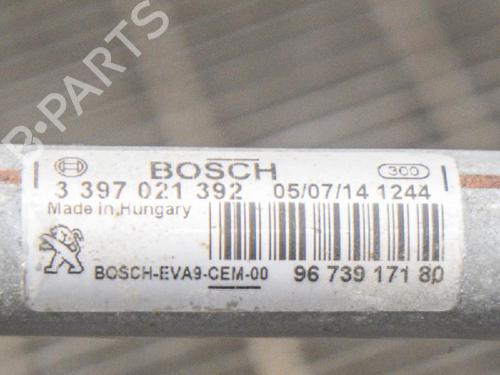 B-PARTS
BOSCH 300
3 397 021 392 05/07/14 1244
Made in Hungary
BOSCH-EVA9-CEM-00 96 739 171 80